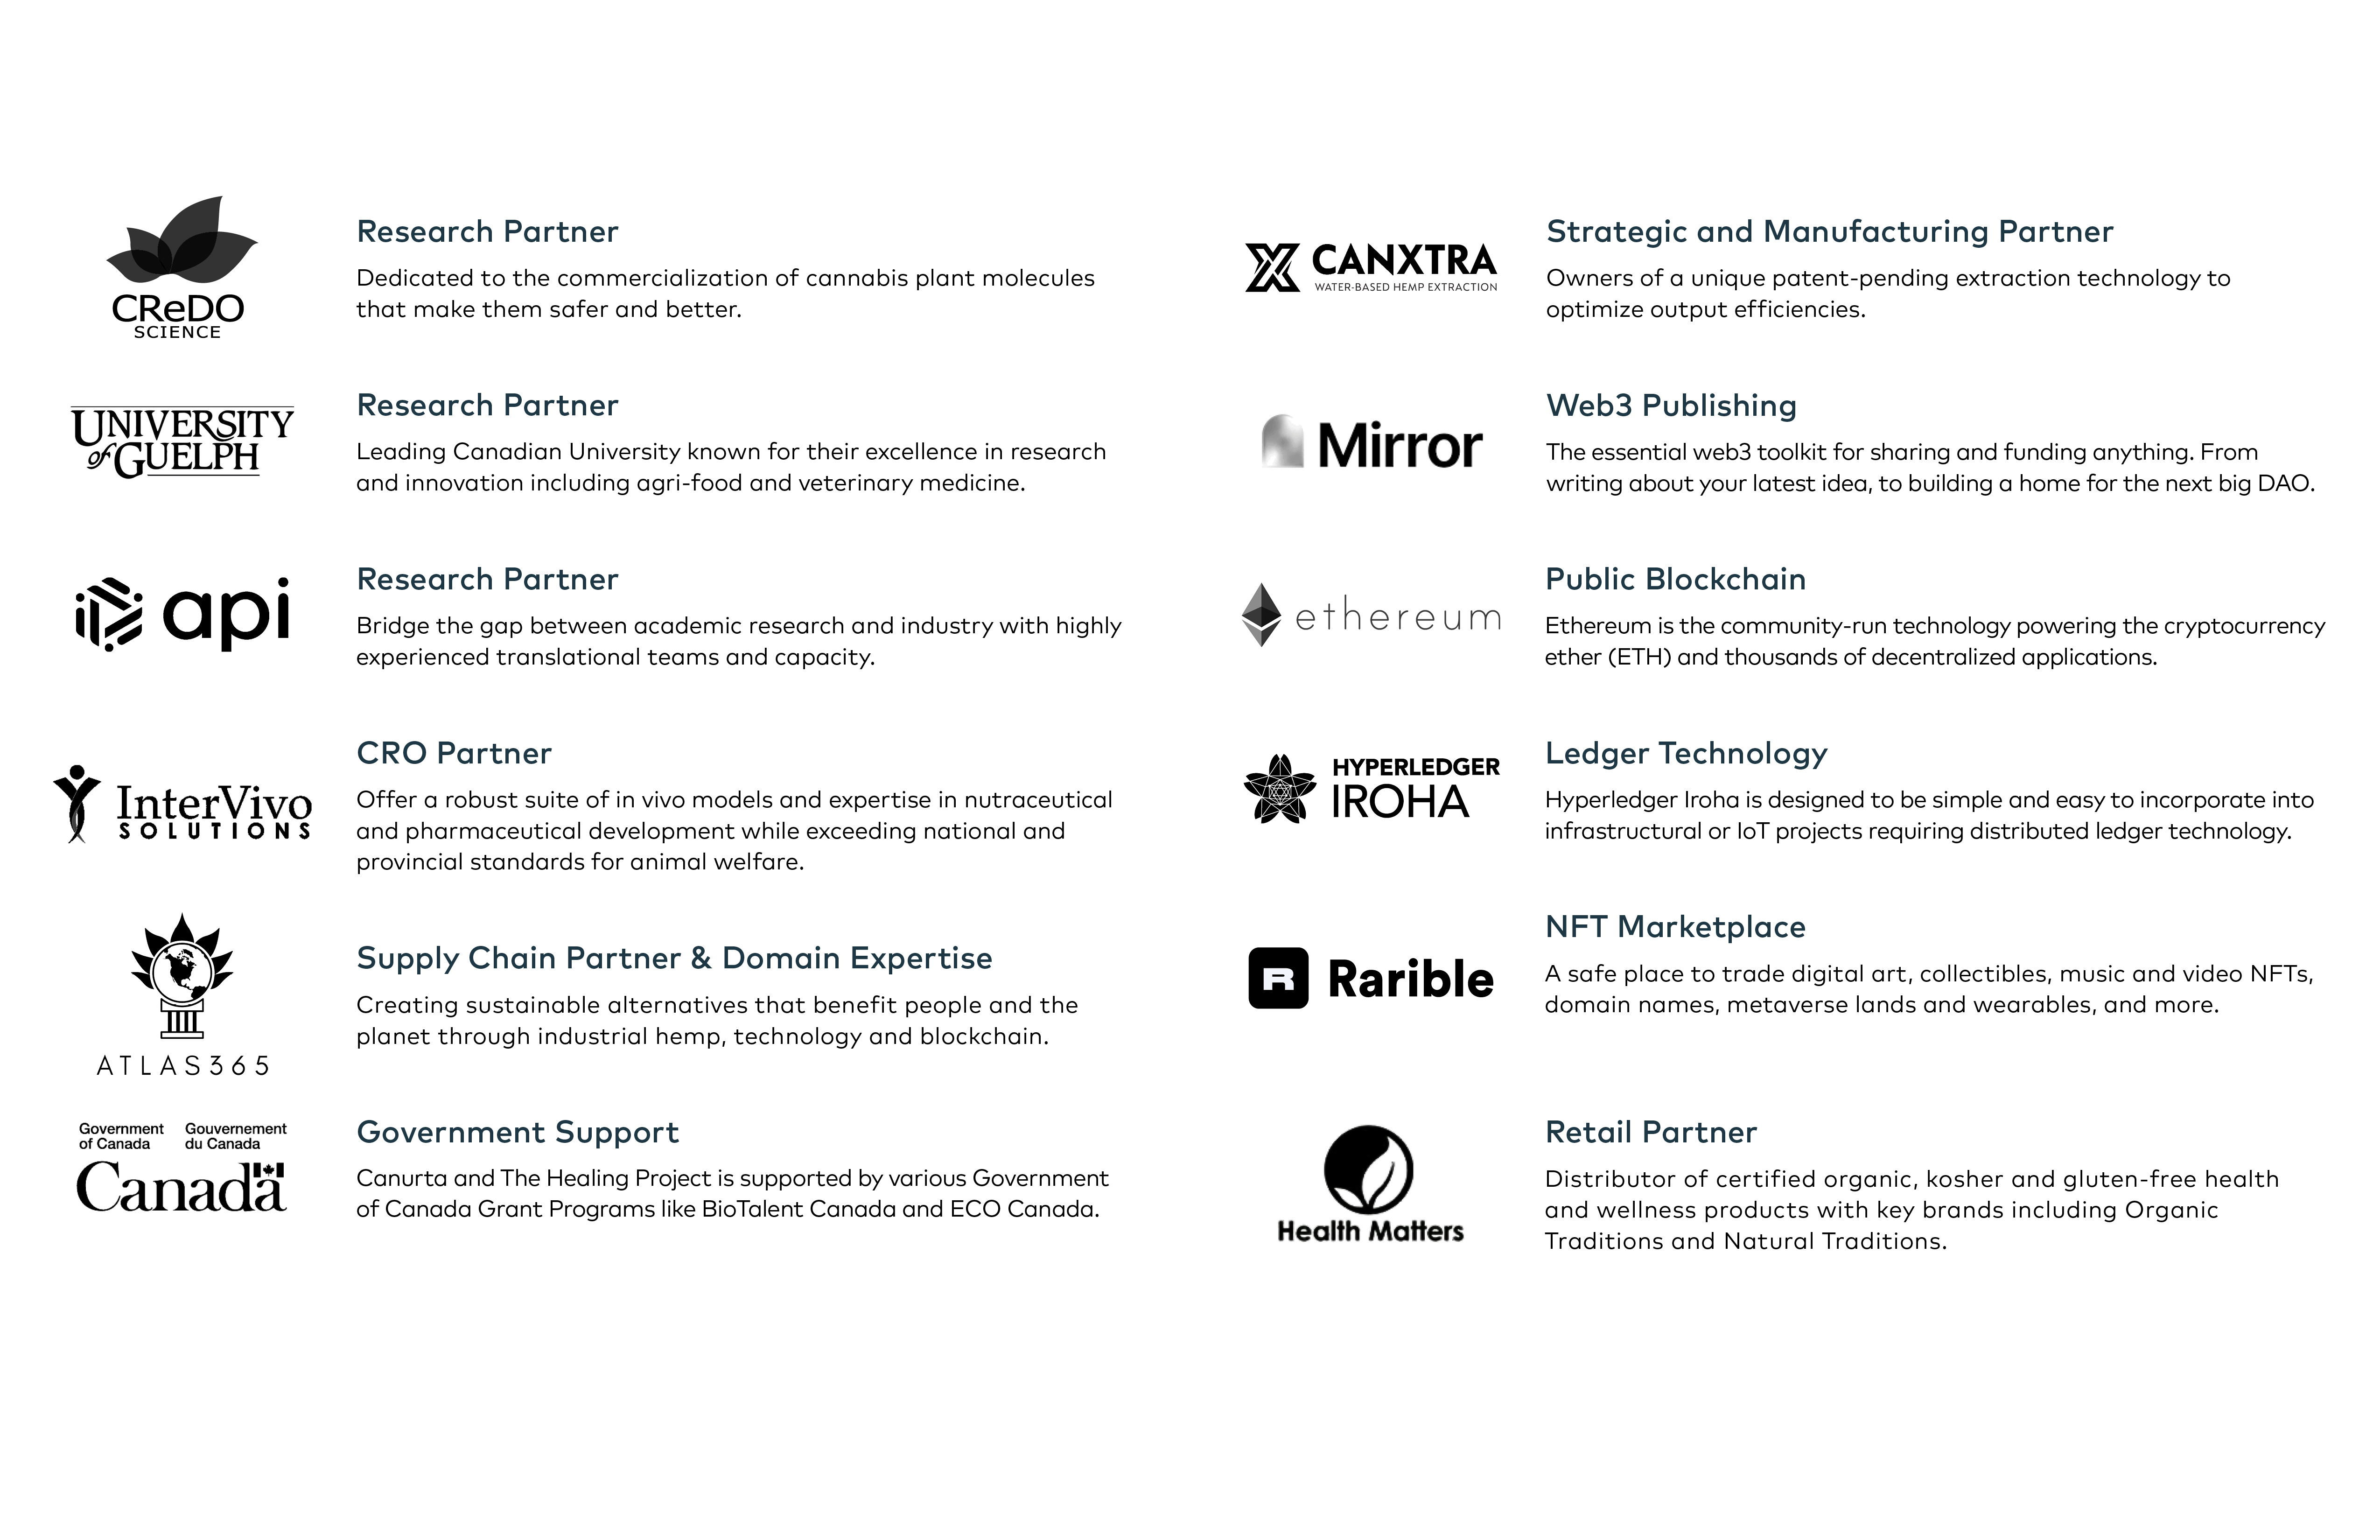 CReDO
SCIENCE
Research Partner
Dedicated to the commercialization of cannabis plant molecules
that make them safer and better.
UNIVERSITY
of GUELPH
Research Partner
Leading Canadian University known for their excellence in research
and innovation including agri-food and veterinary medicine.
api
Research Partner
Bridge the gap between academic research and industry with highly
experienced translational teams and capacity.
InterVivo
SOLUTIONS
CRO Partner
Offer a robust suite of in vivo models and expertise in nutraceutical
and pharmaceutical development while exceeding national and
provincial standards for animal welfare.
ATLAS365
Supply Chain Partner & Domain Expertise
Creating sustainable alternatives that benefit people and the
planet through industrial hemp, technology and blockchain.
Government of Canada
Gouvernement du Canada
Canada
Government Support
Canurta and The Healing Project is supported by various Government
of Canada Grant Programs like BioTalent Canada and ECO Canada.
CANXTRA
WATER-BASED HEMP EXTRACTION
Strategic and Manufacturing Partner
Owners of a unique patent-pending extraction technology to
optimize output efficiencies.
Mirror
Web3 Publishing
The essential web3 toolkit for sharing and funding anything. From
writing about your latest idea, to building a home for the next big DAO.
ethereum
Public Blockchain
Ethereum is the community-run technology powering the cryptocurrency
ether (ETH) and thousands of decentralized applications.
HYPERLEDGER
IROHA
Ledger Technology
Hyperledger Iroha is designed to be simple and easy to incorporate into
infrastructural or IoT projects requiring distributed ledger technology.
R
Rarible
NFT Marketplace
A safe place to trade digital art, collectibles, music and video NFTs,
domain names, metaverse lands and wearables, and more.
Health Matters
Retail Partner
Distributor of certified organic, kosher and gluten-free health
and wellness products with key brands including Organic
Traditions and Natural Traditions.